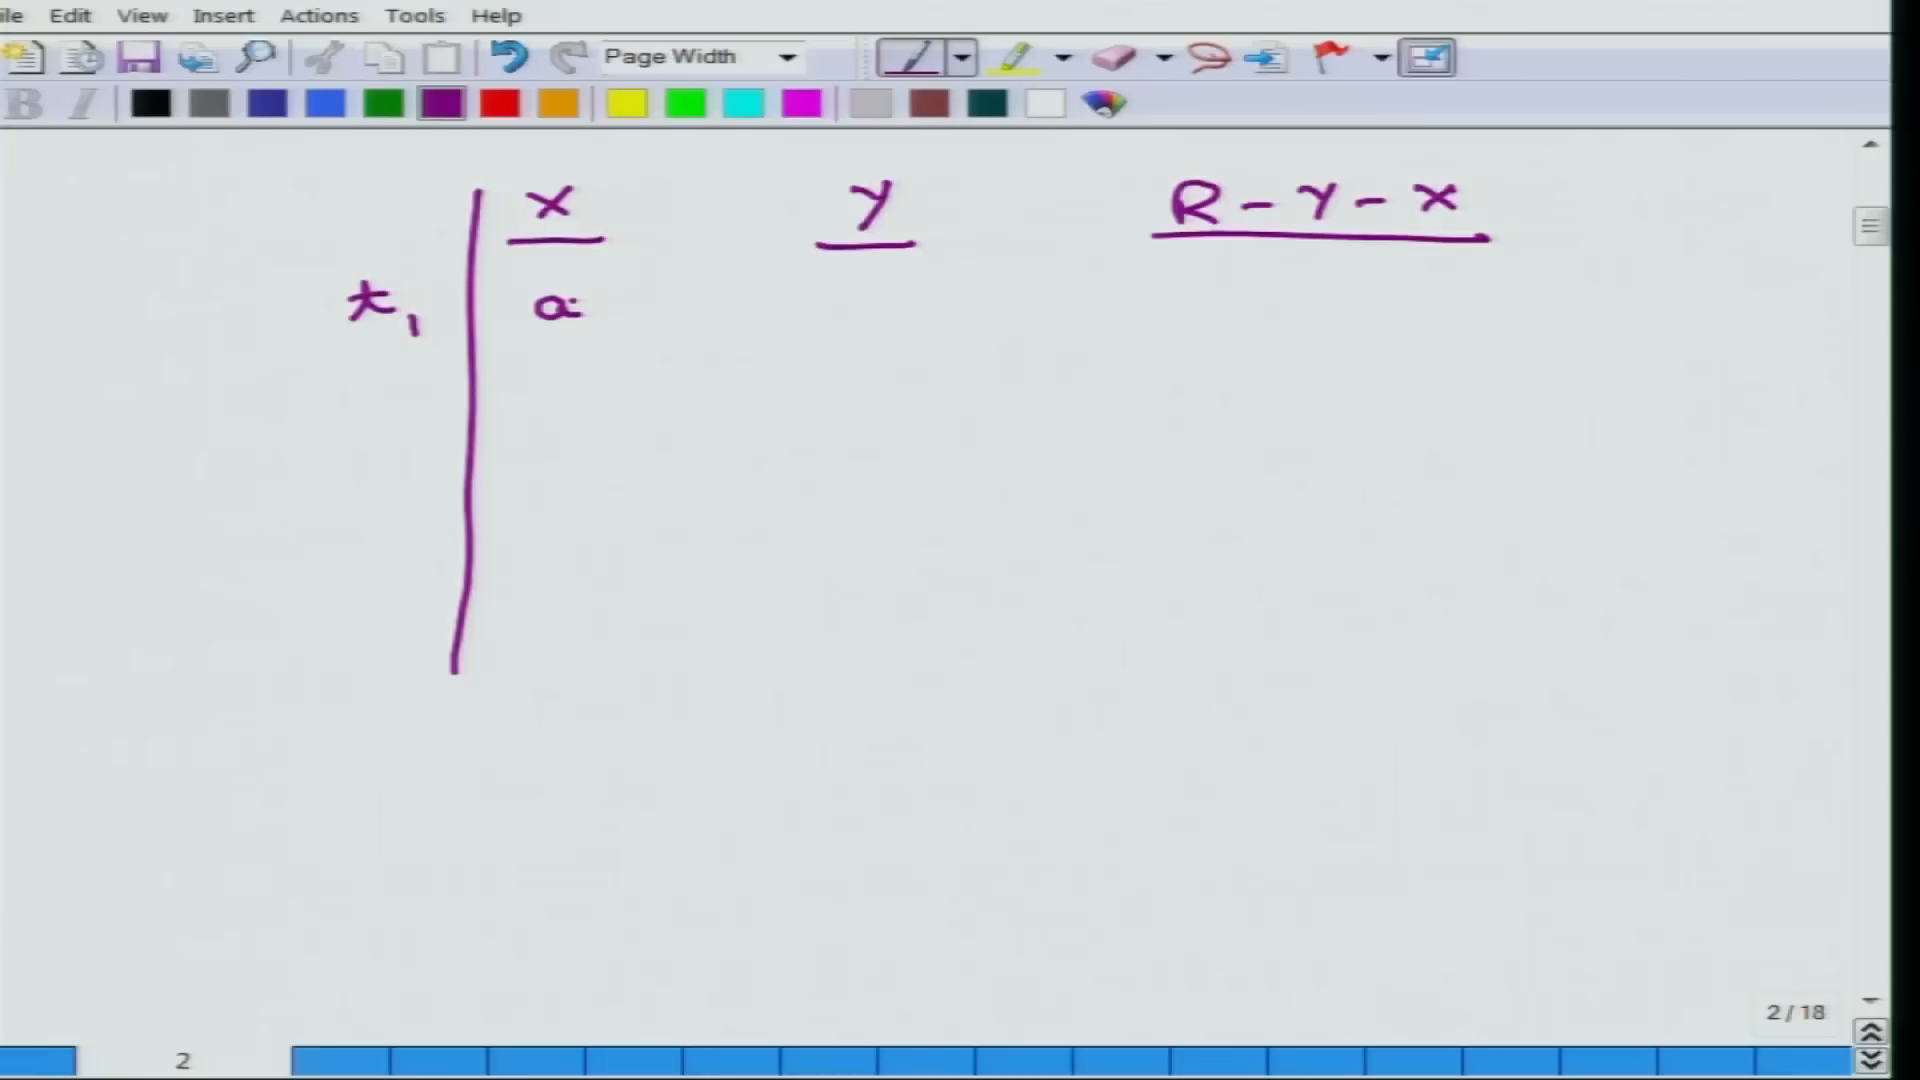 ile Edit View Insert Actions Tools Help
Page Width
B I
x y R - y - x
t1 a
2 / 18
2